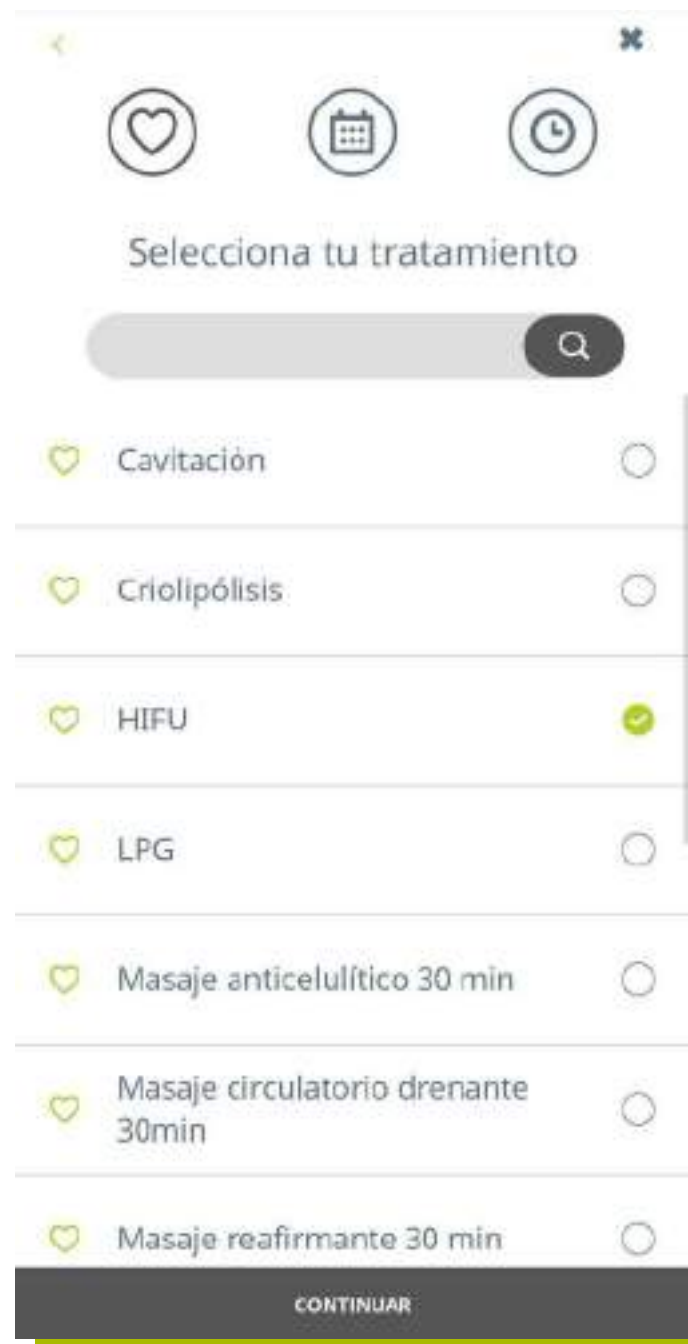 Selecciona tu tratamiento
Cavitación
Criolipólisis
HIFU
LPG
Masaje anticelulítico 30 min
Masaje circulatorio drenante
30min
Masaje reafirmante 30 min
CONTINUAR